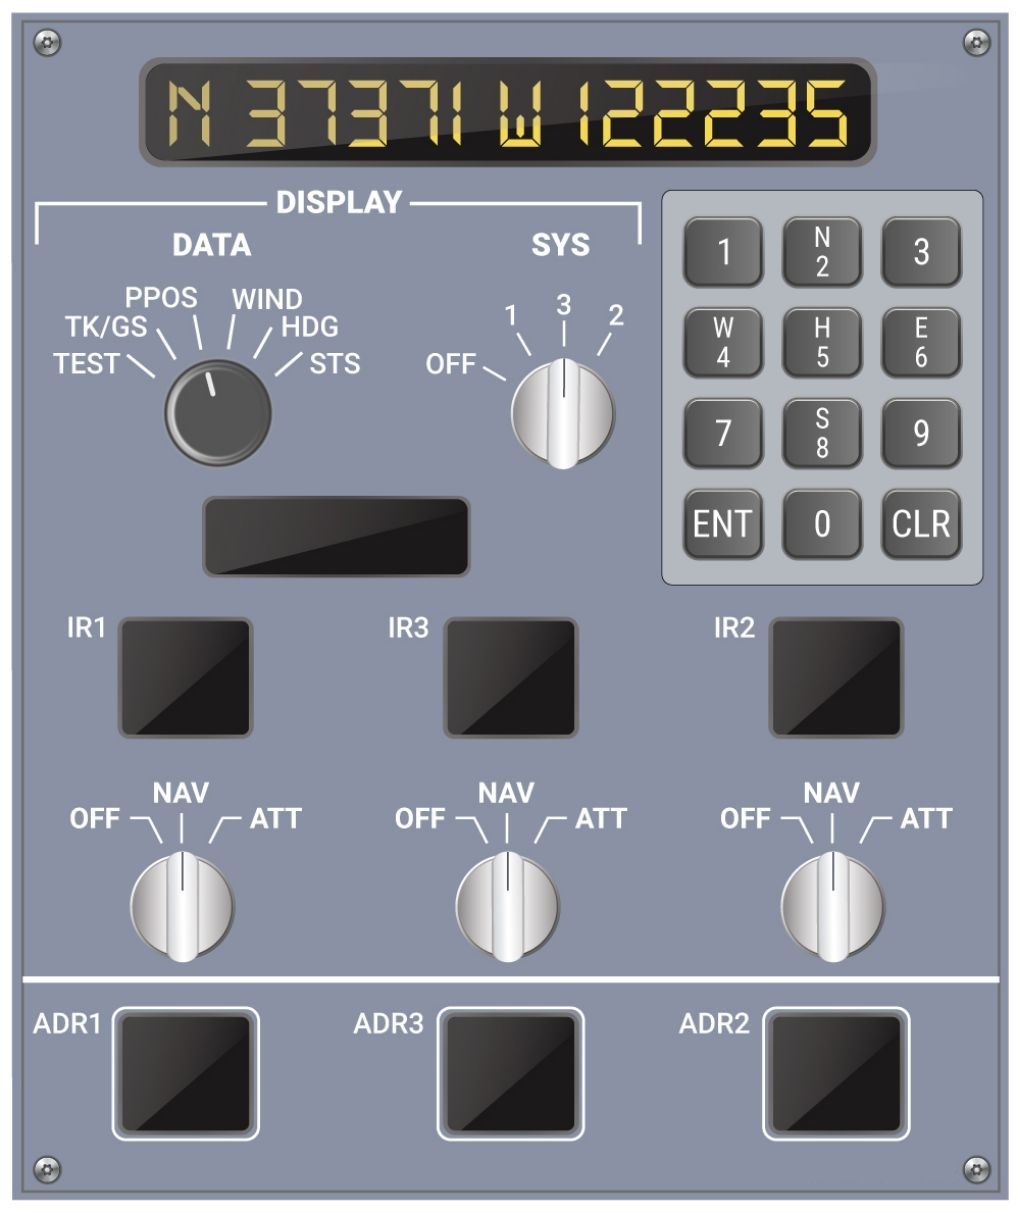 N 37371 W 122235
DISPLAY
DATA
SYS
TEST
TK/GS
PPOS
WIND
HDG
STS
OFF
1
3
2
1
N
2
3
W
4
H
5
E
6
7
S
8
9
ENT
0
CLR
IR1
IR3
IR2
OFF
NAV
ATT
OFF
NAV
ATT
OFF
NAV
ATT
ADR1
ADR3
ADR2